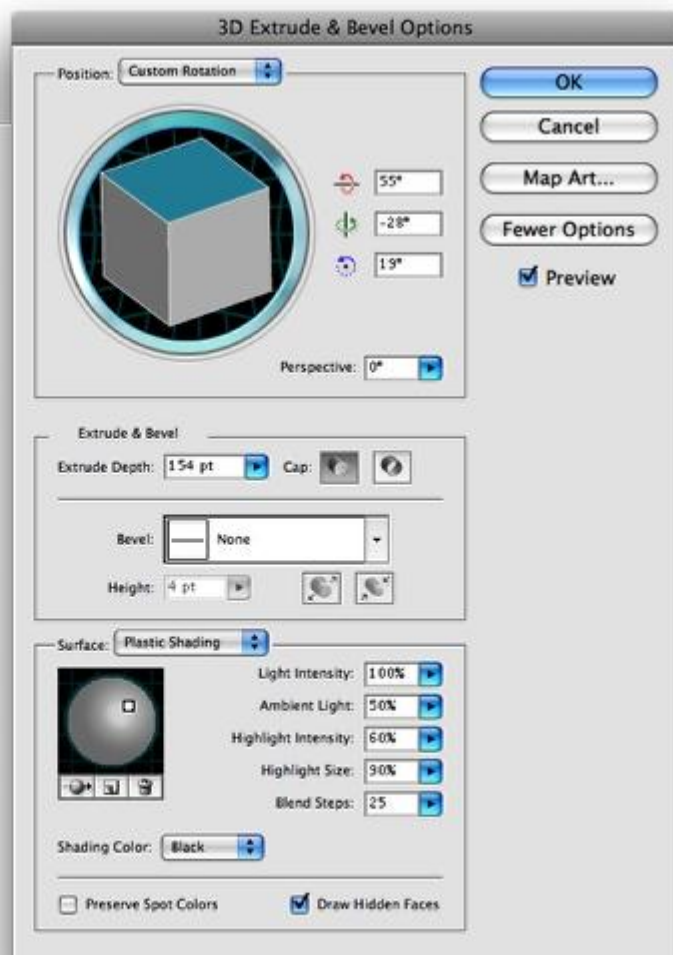 3D Extrude & Bevel Options
Position: Custom Rotation
OK
Cancel
Map Art...
Fewer Options
Preview
55°
-28°
19°
Perspective: 0°
Extrude & Bevel
Extrude Depth: 154 pt Cap:
Bevel: None
Height: 4 pt
Surface: Plastic Shading
Light Intensity: 100%
Ambient Light: 50%
Highlight Intensity: 60%
Highlight Size: 90%
Blend Steps: 25
Shading Color: Black
Preserve Spot Colors Draw Hidden Faces